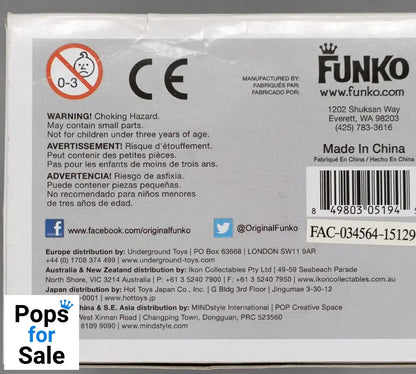 0-3
CE
MANUFACTURED BY:
FABRIQUÉS PAR:
FABRICADO POR:
FUNKO
www.funko.com
1202 Shuksan Way
Everett, WA 98203
(425) 783-3616
Made In China
Fabriqué En China / Hecho En China
WARNING! Choking Hazard.
May contain small parts.
Not for children under three years of age.
AVERTISSEMENT! Risque d'étouffement.
Peut contenir des petites pièces.
Pas pour les enfants de moins de trois ans.
ADVERTENCIA! Riesgo de asfixia.
Puede contener piezas pequeñas.
No recomendado para niños menores
de tres años de edad.
8 49803 05194
FAC-034564-15129
www.facebook.com/originalfunko
@OriginalFunko
Europe distribution by: Underground Toys | PO Box 63668 | LONDON SW11 9AR
+44 (0) 1708 374 499 | www.underground-toys.com
Australia & New Zealand distribution by: Ikon Collectables Pty Ltd | 49-59 Seabeach Parade
North Shore, VIC 3214 Australia | P: +61 3 5240 7900 | F: +61 3 5240 7950 | www.ikoncollectables.com.au
Japan distribution by: Hot Toys Japan Co., Inc. | G Bldg 3rd Floor | Jingumae 3-30-12
-0001 | www.hottoys.jp
hina & S.E. Asia distribution by: MINDstyle International | POP Creative Space
West Xinnan Road | Changping Town, Dongguan, PRC 523560
8109 9090 | www.mindstyle.com
Pops
for
Sale